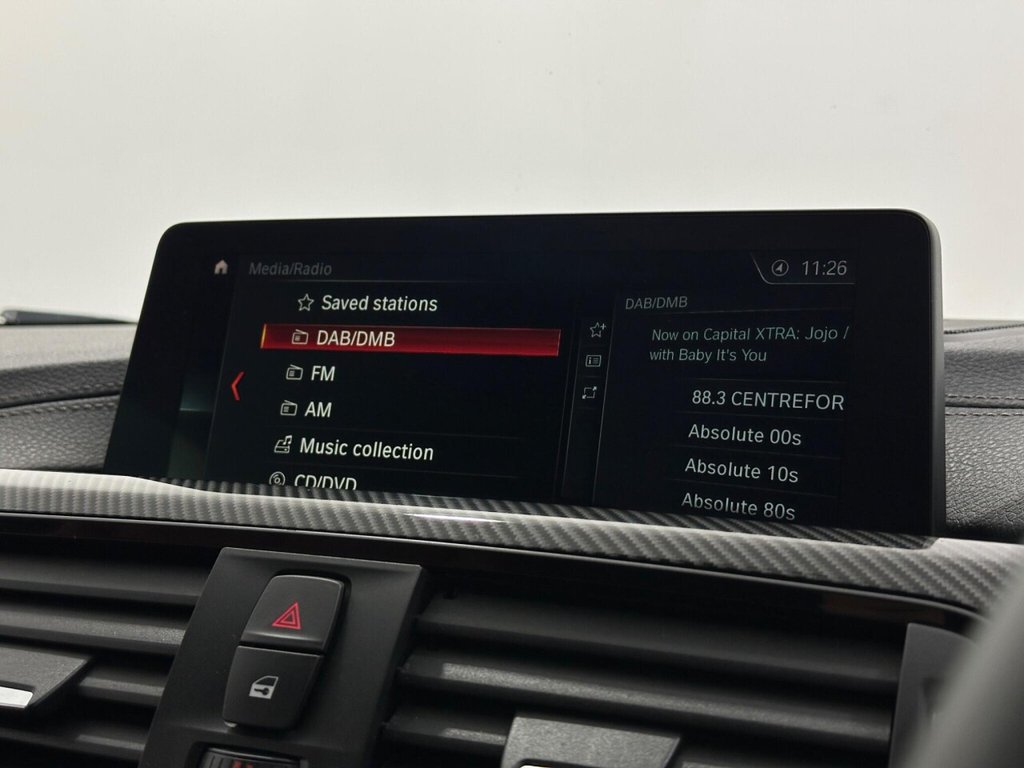 Media/Radio
11:26
Saved stations
DAB/DMB
FM
AM
Music collection
CD/DVD
DAB/DMB
Now on Capital XTRA: Jojo /
with Baby It's You
88.3 CENTREFOR
Absolute 00s
Absolute 10s
Absolute 80s